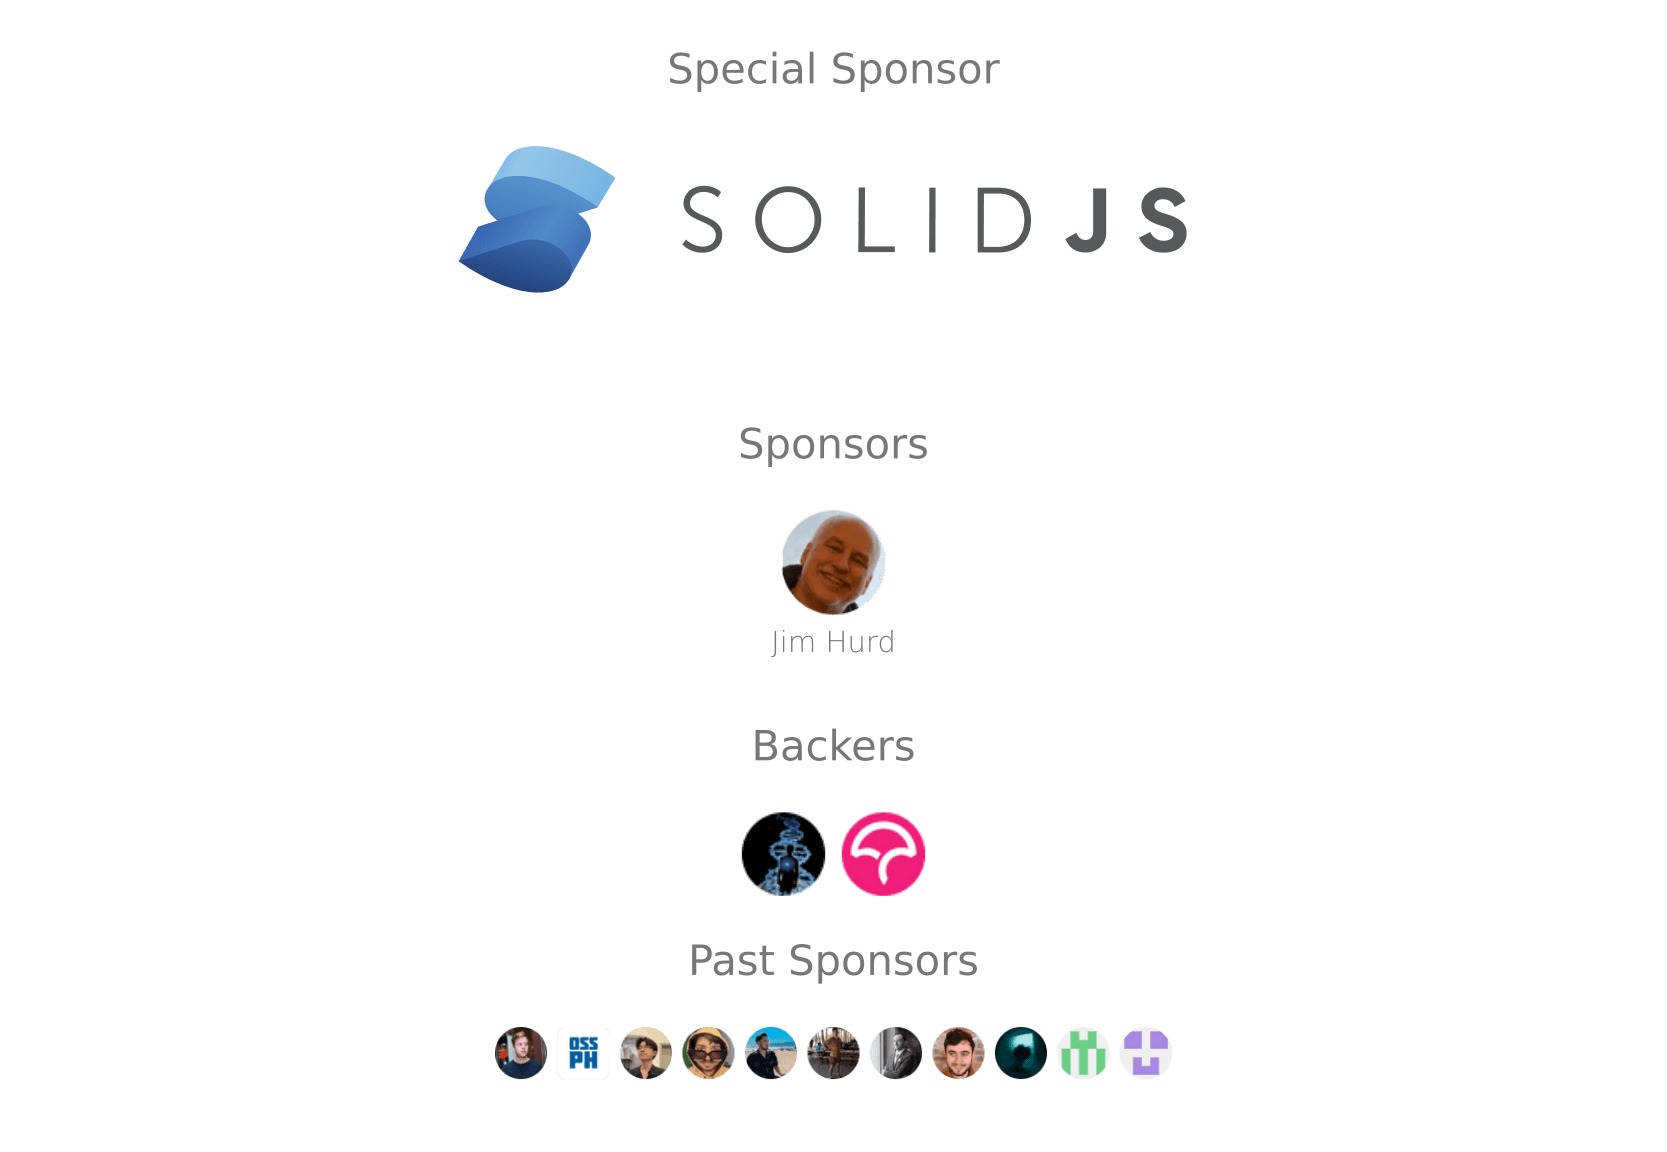 Special Sponsor
SOLIDJS
Sponsors
Jim Hurd
Backers
Past Sponsors
OSS
PH